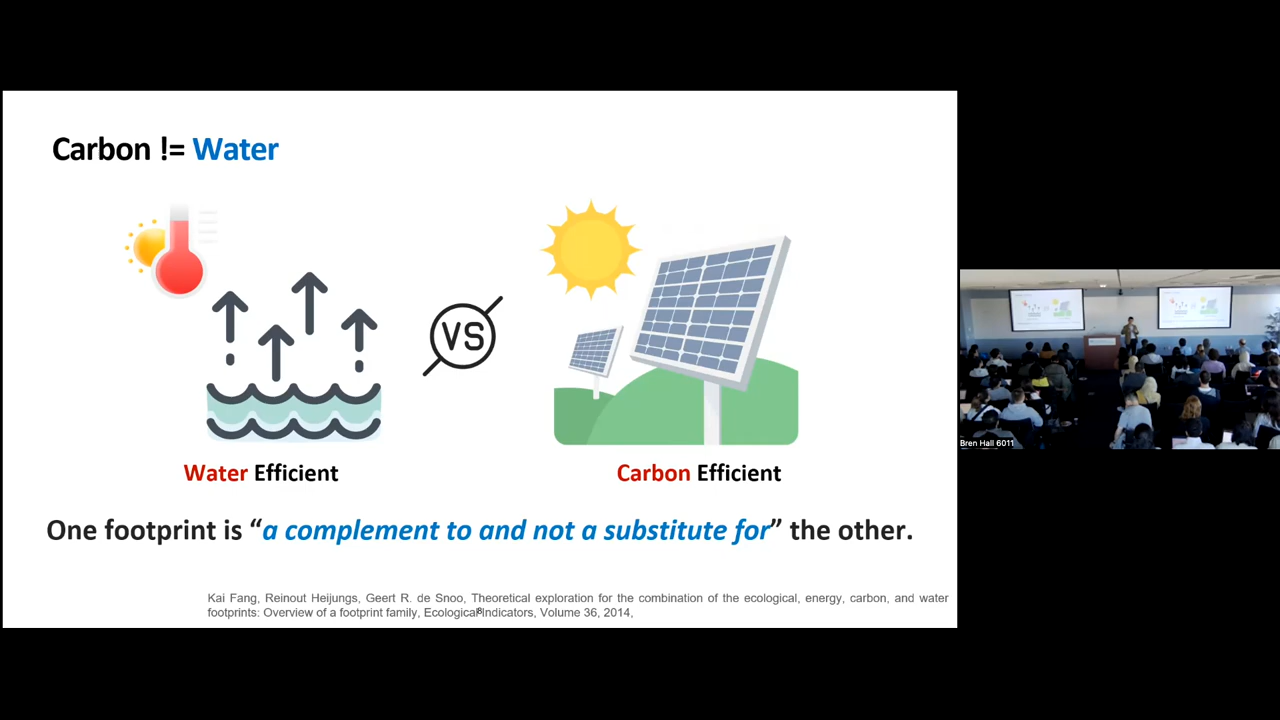 Carbon != Water
VS
Water Efficient
Carbon Efficient
One footprint is “a complement to and not a substitute for” the other.
Kai Fang, Reinout Heijungs, Geert R. de Snoo, Theoretical exploration for the combination of the ecological, energy, carbon, and water
footprints: Overview of a footprint family, Ecological Indicators, Volume 36, 2014,
8
Bren Hall 6011